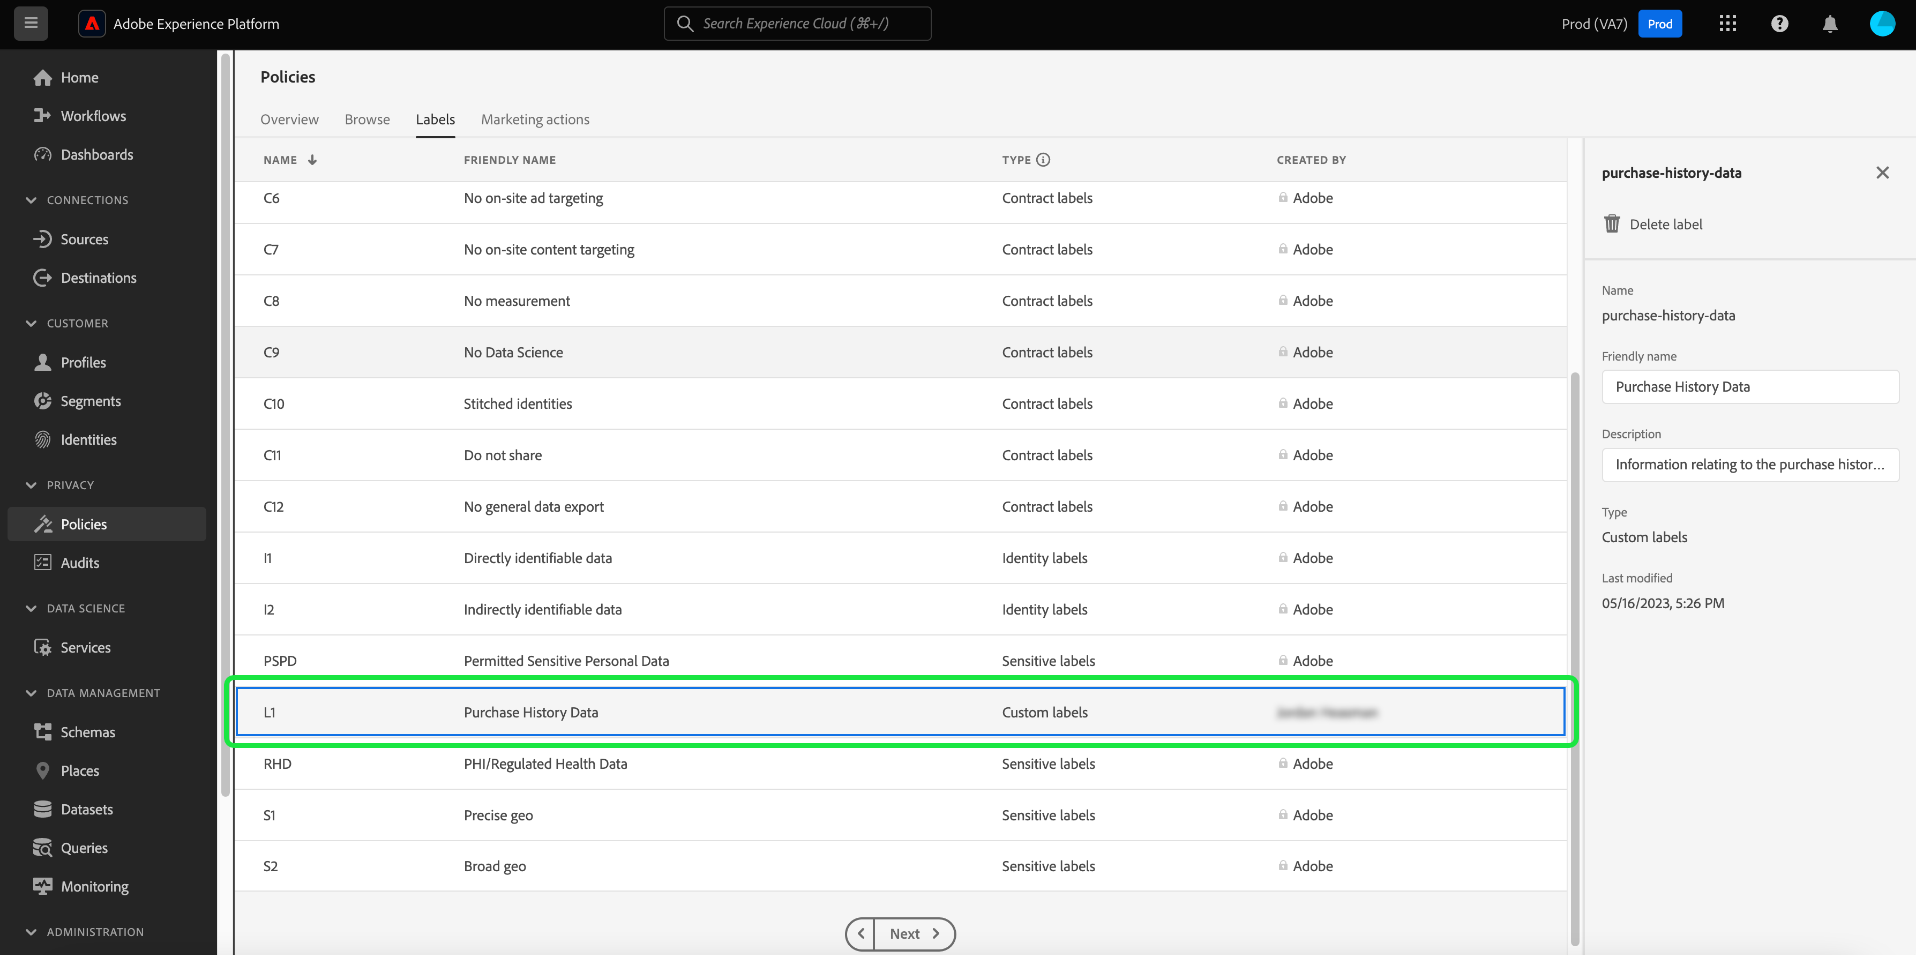 Adobe Experience Platform
Search Experience Cloud (⌘+/)
Prod (VA7)
Prod
Home
Workflows
Dashboards
CONNECTIONS
Sources
Destinations
CUSTOMER
Profiles
Segments
Identities
PRIVACY
Policies
Audits
DATA SCIENCE
Services
DATA MANAGEMENT
Schemas
Places
Datasets
Queries
Monitoring
ADMINISTRATION
Policies
Overview Browse Labels Marketing actions
NAME FRIENDLY NAME TYPE CREATED BY
C6 No on-site ad targeting Contract labels Adobe
C7 No on-site content targeting Contract labels Adobe
C8 No measurement Contract labels Adobe
C9 No Data Science Contract labels Adobe
C10 Stitched identities Contract labels Adobe
C11 Do not share Contract labels Adobe
C12 No general data export Contract labels Adobe
I1 Directly identifiable data Identity labels Adobe
I2 Indirectly identifiable data Identity labels Adobe
PSPD Permitted Sensitive Personal Data Sensitive labels Adobe
L1 Purchase History Data Custom labels
RHD PHI/Regulated Health Data Sensitive labels Adobe
S1 Precise geo Sensitive labels Adobe
S2 Broad geo Sensitive labels Adobe
Next
purchase-history-data
Delete label
Name
purchase-history-data
Friendly name
Purchase History Data
Description
Information relating to the purchase histor...
Type
Custom labels
Last modified
05/16/2023, 5:26 PM